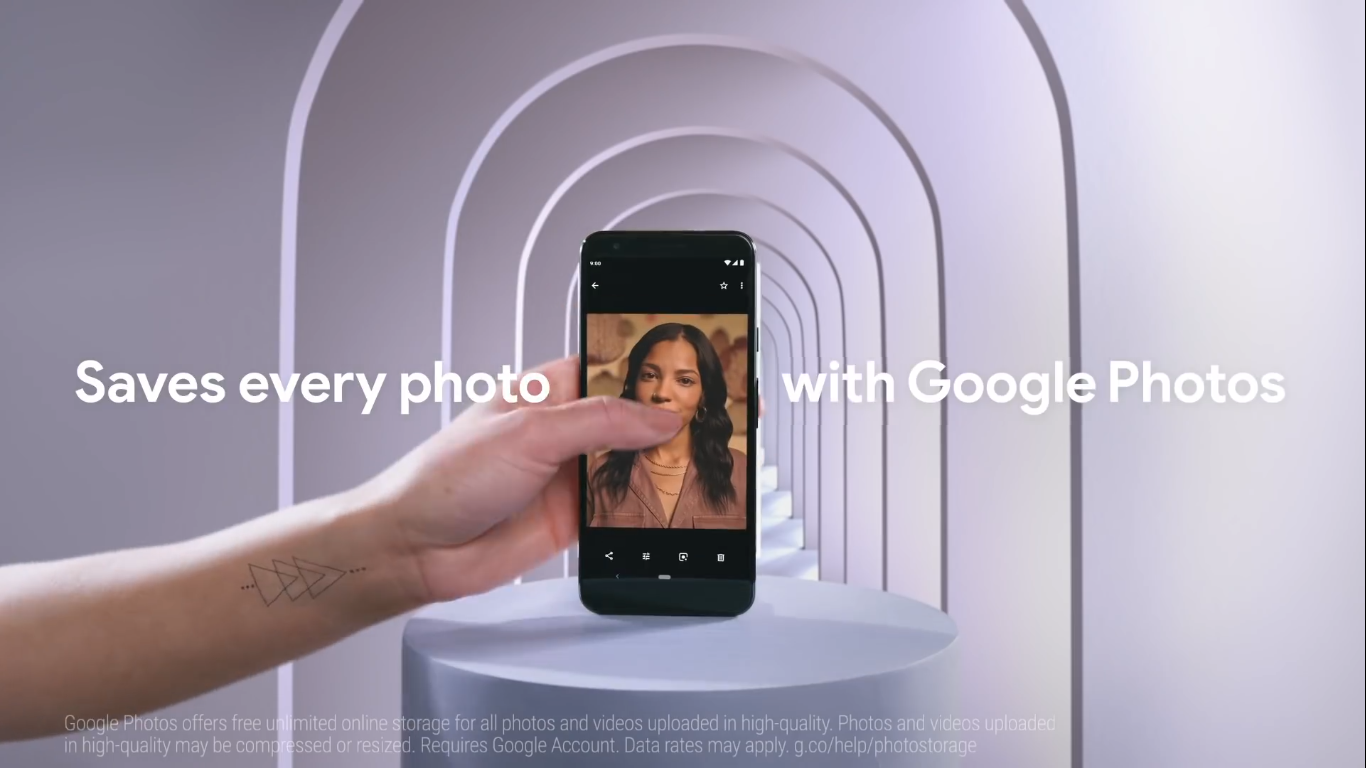 9:00
Saves every photo with Google Photos
Google Photos offers free unlimited online storage for all photos and videos uploaded in high-quality. Photos and videos uploaded
in high-quality may be compressed or resized. Requires Google Account. Data rates may apply. g.co/help/photostorage